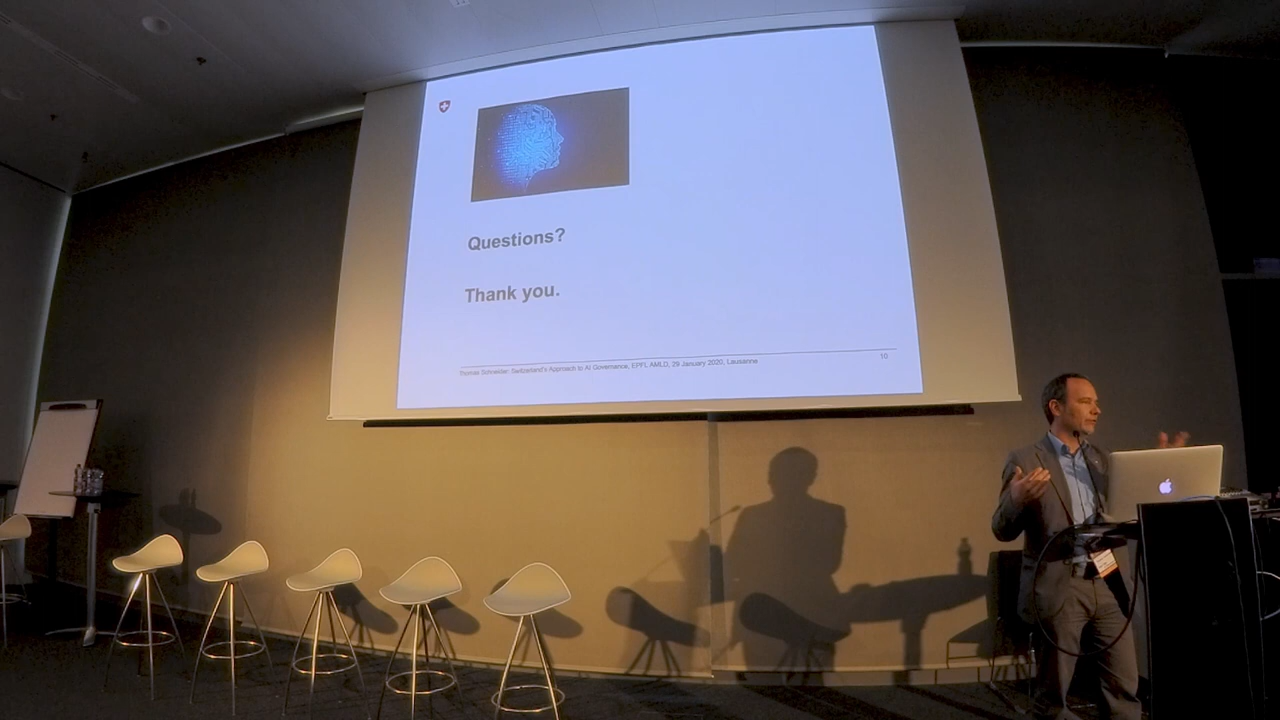 Questions?
Thank you.
Thomas Schneider, Switzerland's Approach to AI Governance, EPFL AMLD, 29 January 2020, Lausanne
10